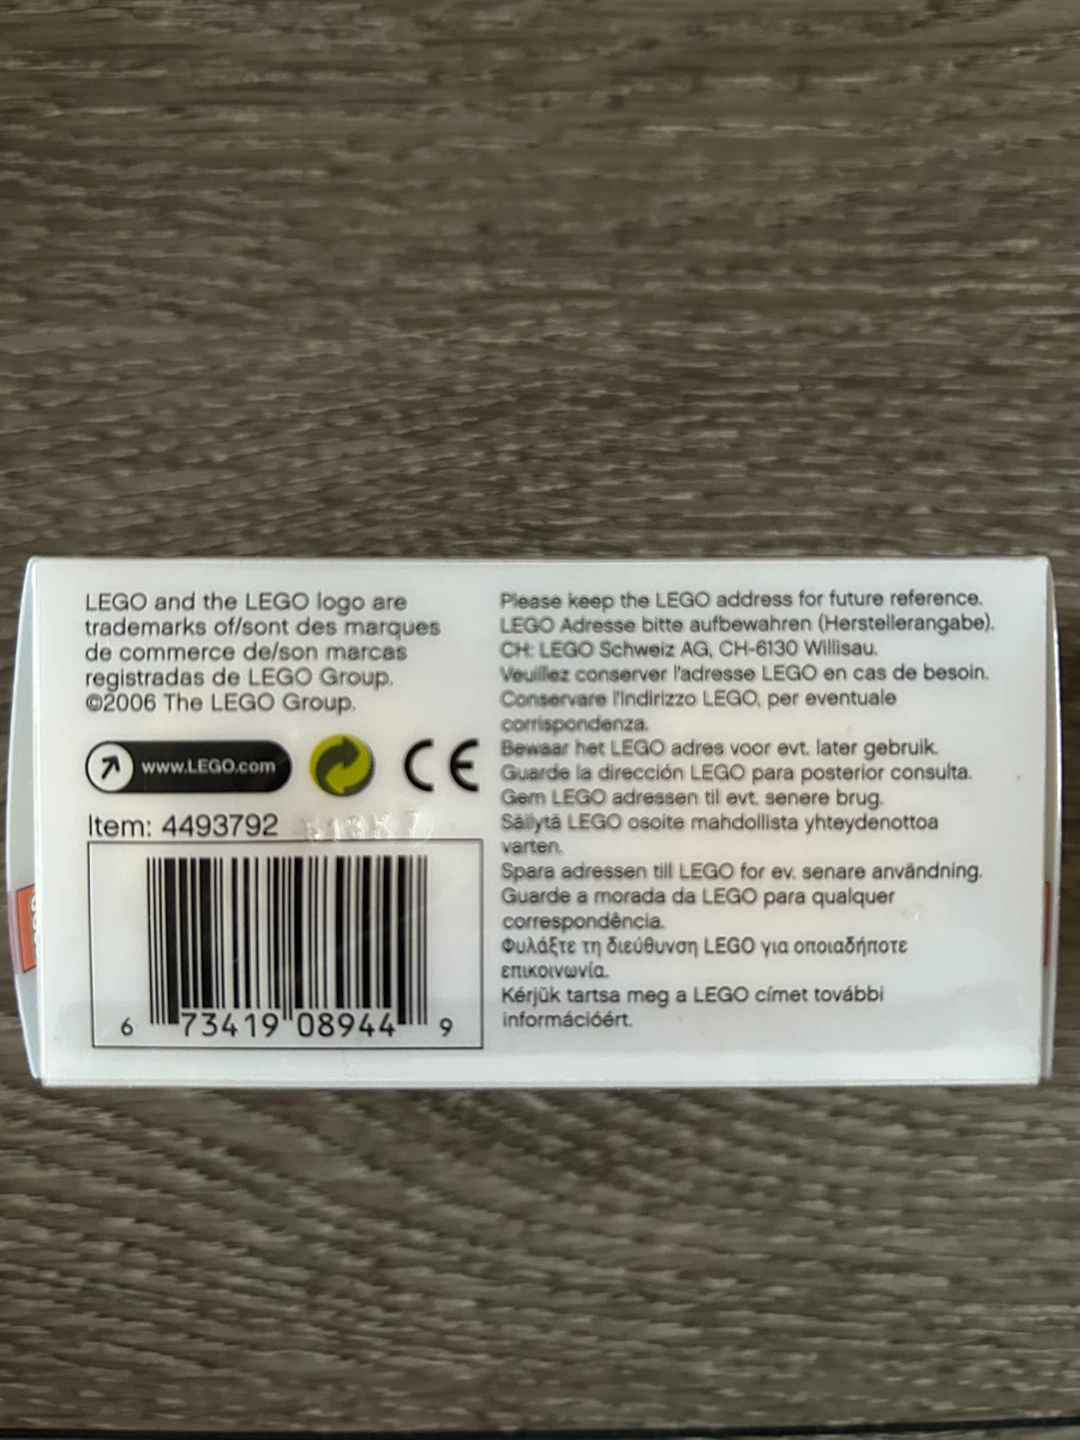 LEGO and the LEGO logo are
trademarks of/sont des marques
de commerce de/son marcas
registradas de LEGO Group.
©2006 The LEGO Group.
www.LEGO.com
CE
Item: 4493792
6 73419 08944 9
Please keep the LEGO address for future reference.
LEGO Adresse bitte aufbewahren (Herstellerangabe).
CH: LEGO Schweiz AG, CH-6130 Willisau.
Veuillez conserver l'adresse LEGO en cas de besoin.
Conservare l'indirizzo LEGO, per eventuale
corrispondenza.
Bewaar het LEGO adres voor evt. later gebruik.
Guarde la dirección LEGO para posterior consulta.
Gem LEGO adressen til evt. senere brug.
Säilytä LEGO osoite mahdollista yhteydenottoa
varten.
Spara adressen till LEGO for ev. senare användning.
Guarde a morada da LEGO para qualquer
correspondência.
Φυλάξτε τη διεύθυνση LEGO για οποιαδήποτε
επικοινωνία.
Kérjük tartsa meg a LEGO címet további
információért.